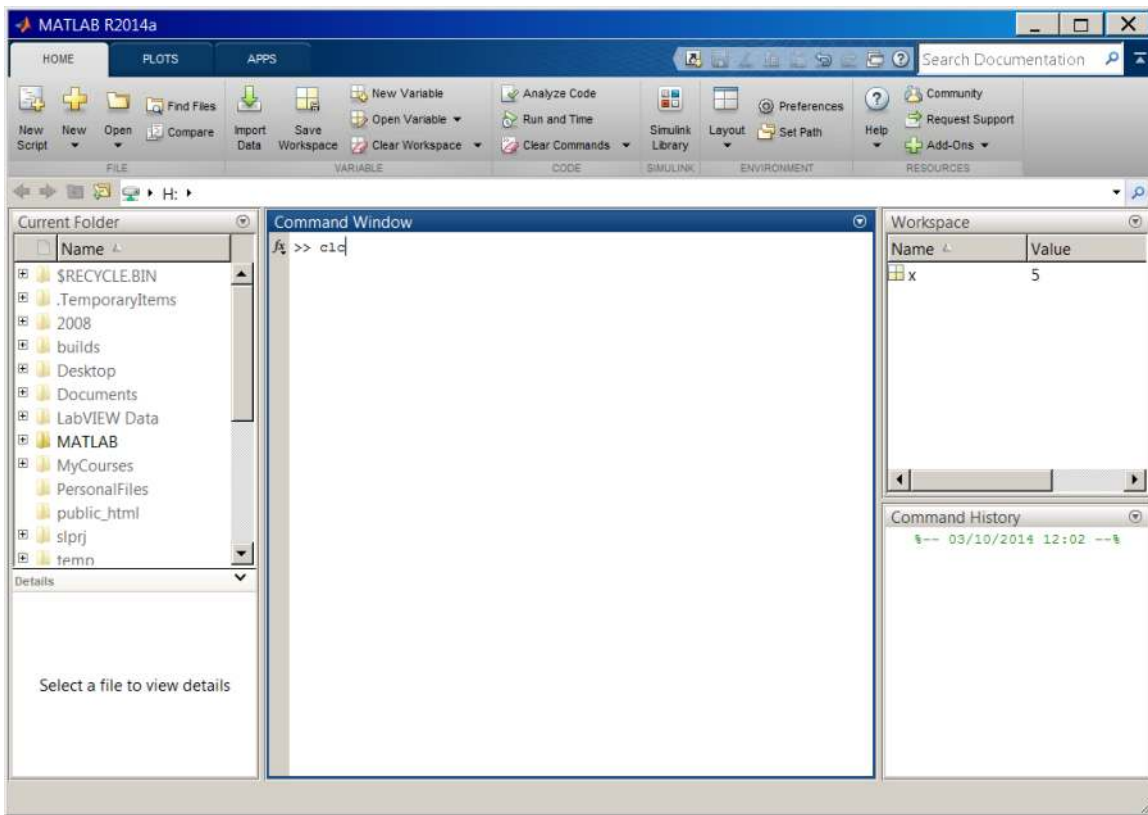 MATLAB R2014a
HOME PLOTS APPS Search Documentation
New Script
New
Open
Find Files
Compare
FILE
Import Data
Save Workspace
New Variable
Open Variable
Clear Workspace
VARIABLE
Analyze Code
Run and Time
Clear Commands
CODE
Simulink Library
SIMULINK
Layout
Preferences
Set Path
ENVIRONMENT
Help
Community
Request Support
Add-Ons
RESOURCES
H:
Current Folder
Name
$RECYCLE.BIN
.TemporaryItems
2008
builds
Desktop
Documents
LabVIEW Data
MATLAB
MyCourses
PersonalFiles
public_html
slprj
temp
Details
Select a file to view details
Command Window
fx >> clc
Workspace
Name Value
x 5
Command History
%-- 03/10/2014 12:02 --%